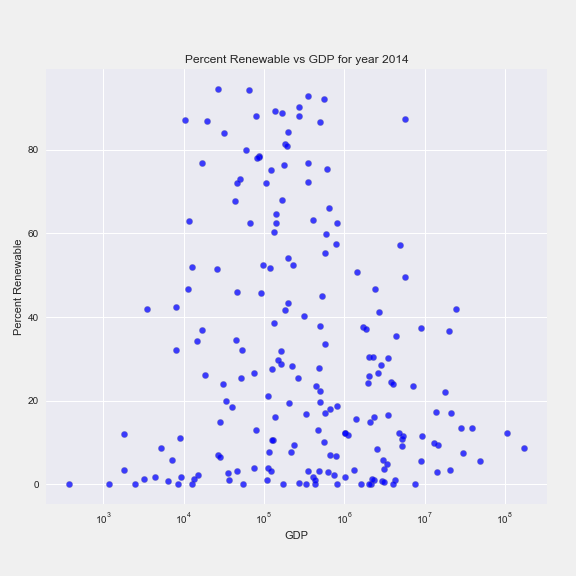 Percent Renewable vs GDP for year 2014
Percent Renewable
80
60
40
20
0
10³ 10⁴ 10⁵ 10⁶ 10⁷ 10⁸
GDP